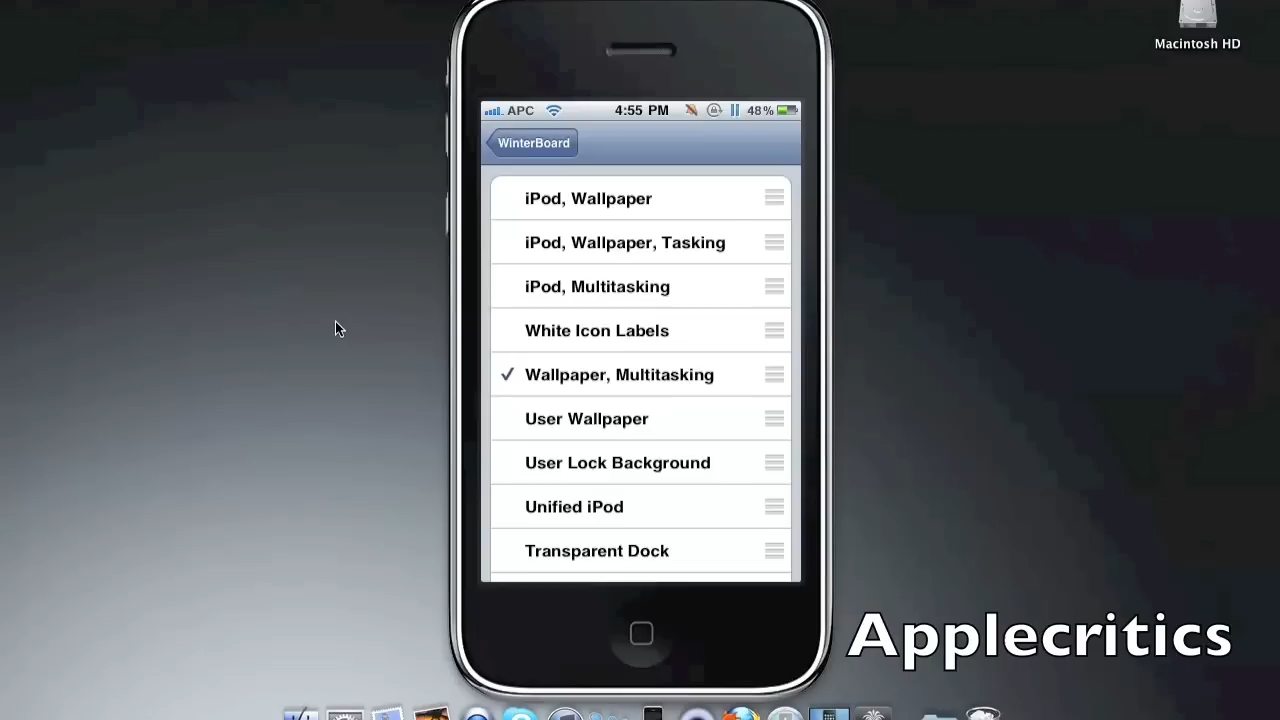 Macintosh HD
APC 4:55 PM 48%
WinterBoard
iPod, Wallpaper
iPod, Wallpaper, Tasking
iPod, Multitasking
White Icon Labels
Wallpaper, Multitasking
User Wallpaper
User Lock Background
Unified iPod
Transparent Dock
Applecritics